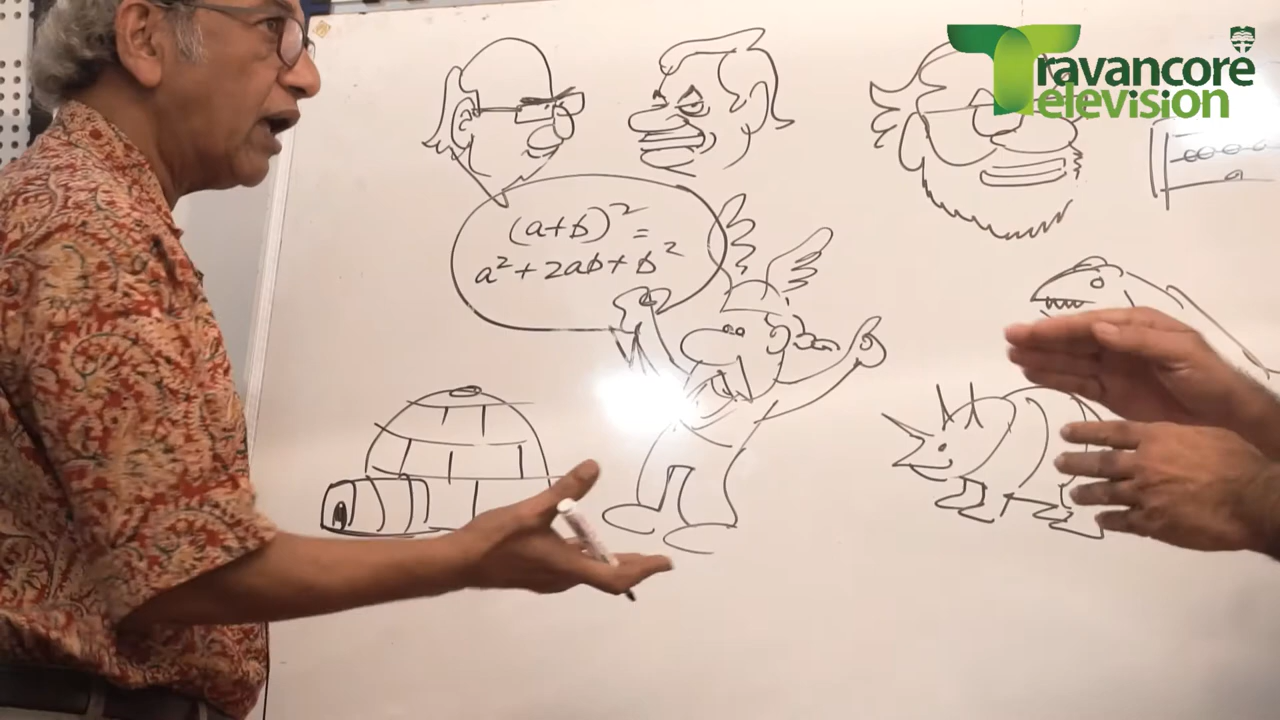 Travancore
Television
(a+b)² =
a² + 2ab + b²